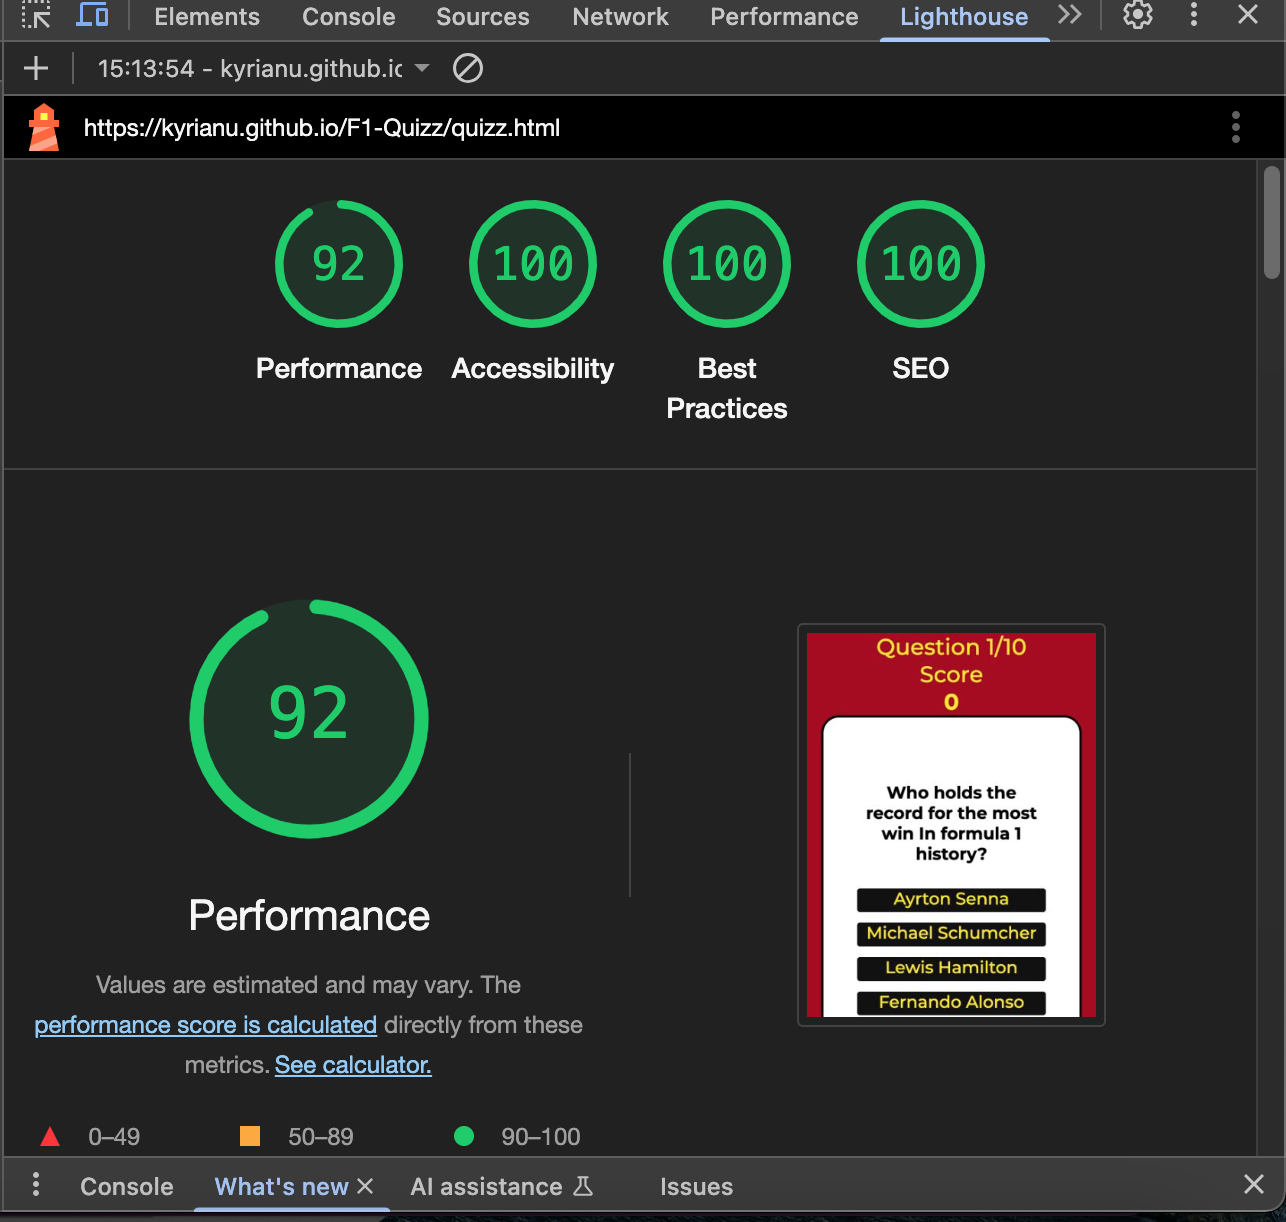 Elements Console Sources Network Performance Lighthouse
15:13:54 - kyrianu.github.io
https://kyrianu.github.io/F1-Quizz/quizz.html
92 100 100 100
Performance Accessibility Best Practices SEO
92
Performance
Values are estimated and may vary. The
performance score is calculated directly from these
metrics. See calculator.
0–49 50–89 90–100
Question 1/10
Score
0
Who holds the
record for the most
win In formula 1
history?
Ayrton Senna
Michael Schumcher
Lewis Hamilton
Fernando Alonso
Console What's new AI assistance Issues